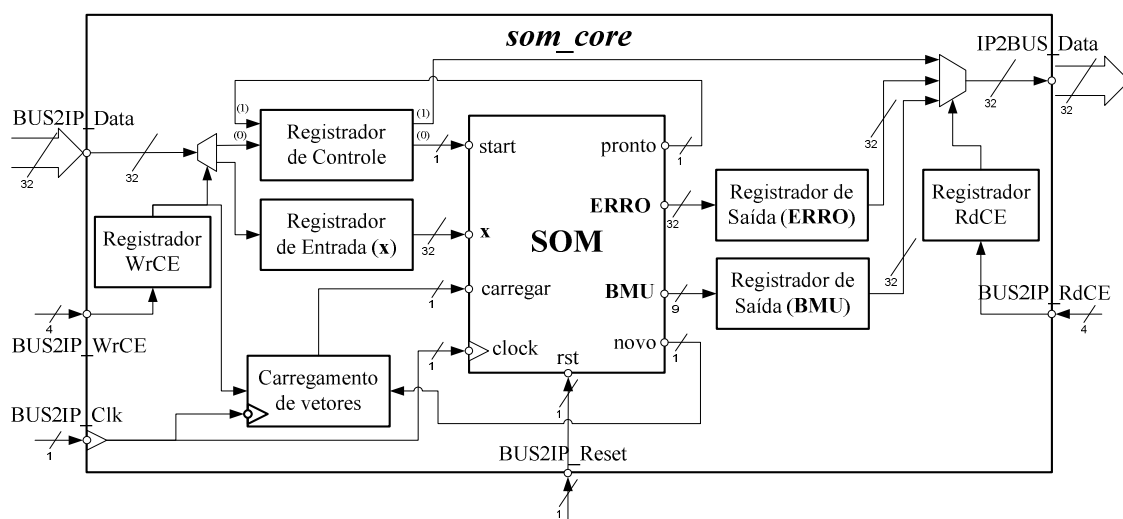 som_core
IP2BUS_Data
32
32
BUS2IP_Data
32
32
(1)
(0)
Registrador
de Controle
(1)
(0)
1
start
pronto
1
32
32
Registrador
WrCE
Registrador
de Entrada (x)
32
x
SOM
ERRO
32
Registrador de
Saída (ERRO)
Registrador
RdCE
carregar
1
BMU
9
Registrador de
Saída (BMU)
32
BUS2IP_RdCE
4
4
BUS2IP_WrCE
clock
1
rst
novo
1
Carregamento
de vetores
1
BUS2IP_Clk
1
BUS2IP_Reset
1